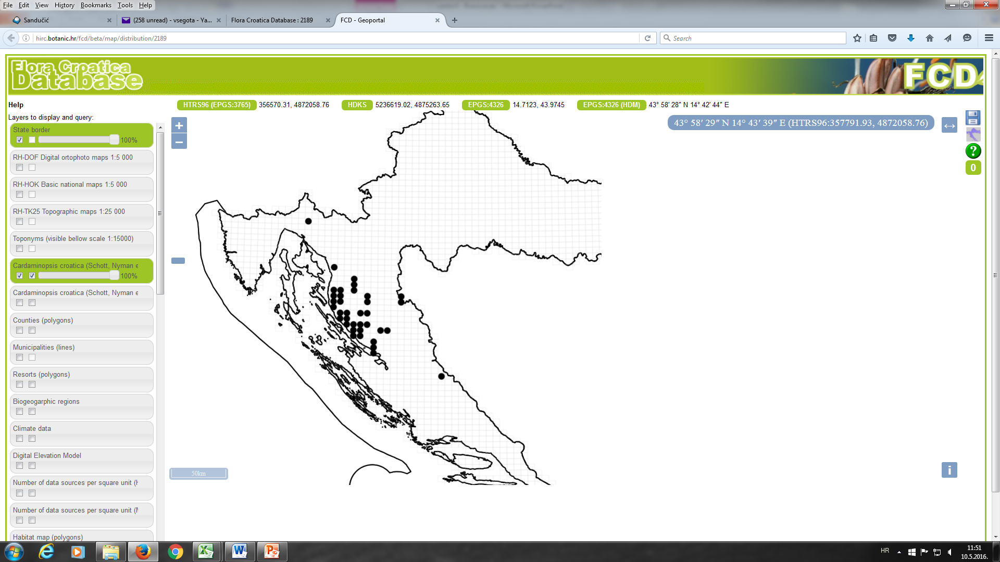 File Edit View History Bookmarks Tools Help
Sandučić
(258 unread) - vsegota - Ya...
Flora Croatica Database : 2189
FCD - Geoportal
hirc.botanic.hr/fcd/beta/map/distribution/2189
Search
Flora Croatica
Database
FCD
Help
HTRS96 (EPGS:3765) 356570.31, 4872058.76 HDKS 5236619.02, 4875263.65 EPGS:4326 14.7123, 43.9745 EPGS:4326 (HDM) 43° 58′ 28″ N 14° 42′ 44″ E
Layers to display and query:
43° 58′ 29″ N 14° 43′ 39″ E (HTRS96:357791.93, 4872058.76)
State border
100%
RH-DOF Digital ortophoto maps 1:5 000
RH-HOK Basic national maps 1:5 000
RH-TK25 Topographic maps 1:25 000
Toponyms (visible bellow scale 1:15000)
Cardaminopsis croatica (Schott, Nyman e
100%
Cardaminopsis croatica (Schott, Nyman e
Counties (polygons)
Municipalities (lines)
Resorts (polygons)
Biogeogarphic regions
Climate data
Digital Elevation Model
Number of data sources per square unit (
Number of data sources per square unit (
Habitat map (polygons)
+
−
?
0
50km
i
HR
11:51
10.5.2016.